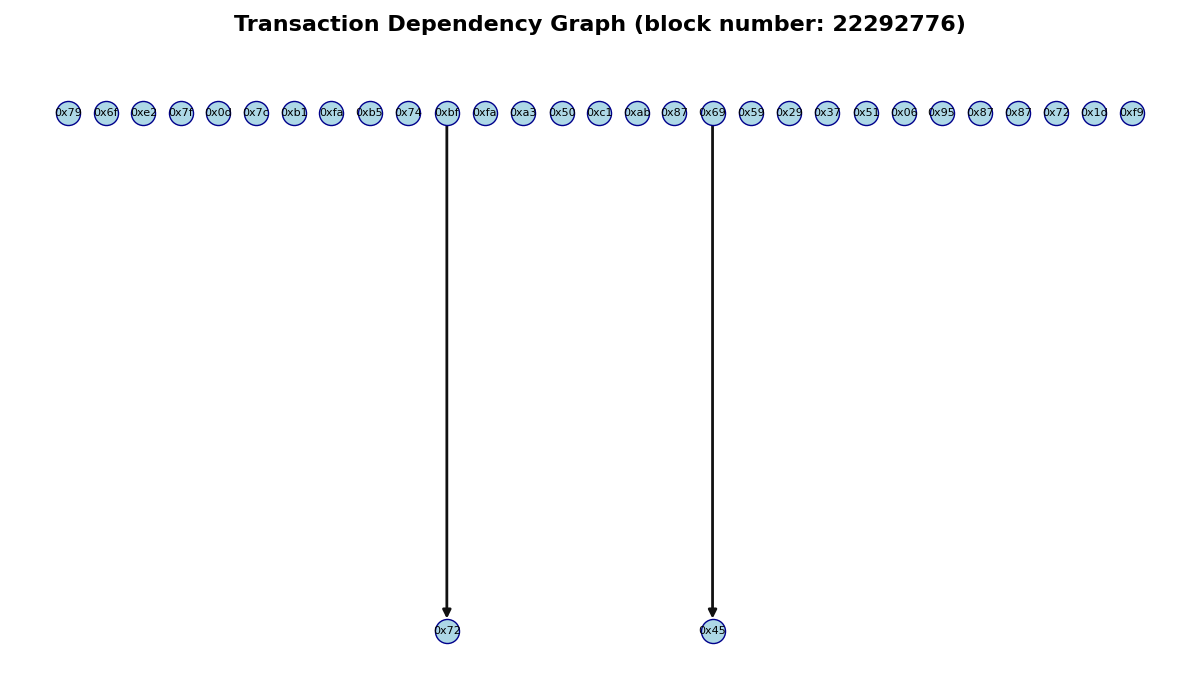 Transaction Dependency Graph (block number: 22292776)
0x79 0x6f 0xe2 0x7f 0x0d 0x7c 0xb1 0xfa 0xb5 0x74 0xbf 0xfa 0xa3 0x50 0xc1 0xab 0x87 0x69 0x59 0x29 0x37 0x51 0x06 0x95 0x87 0x87 0x72 0x1d 0xf9
0x72 0x45